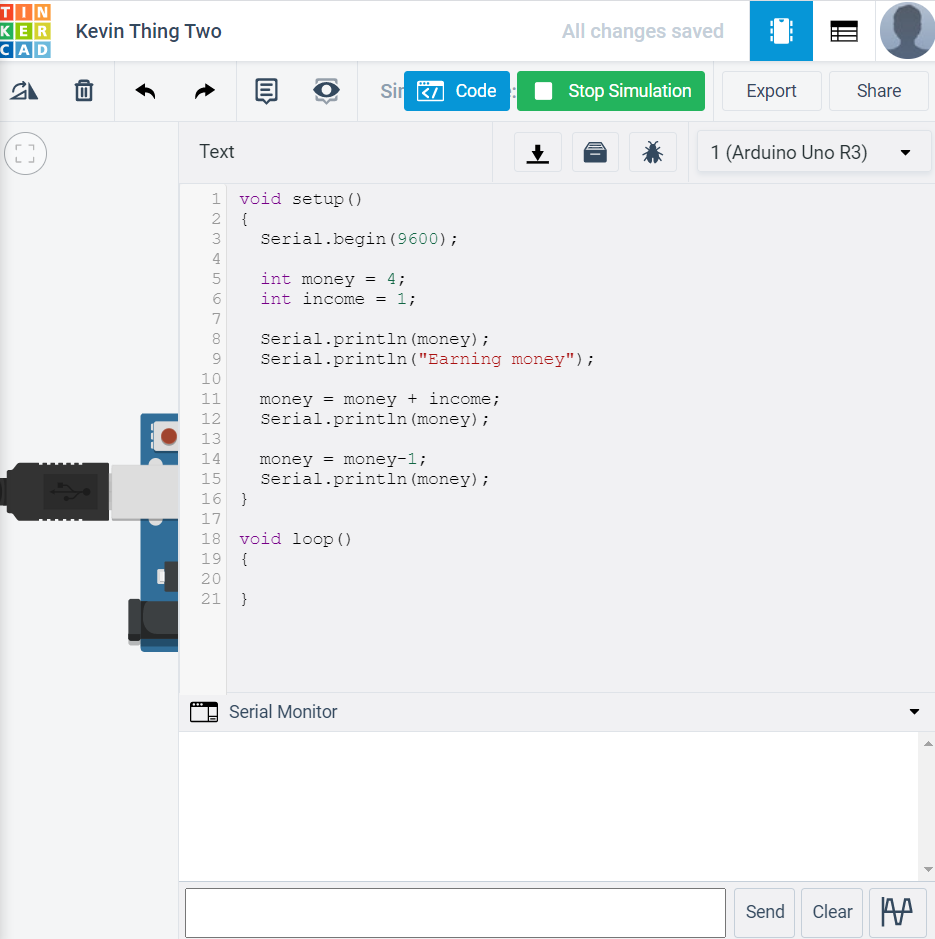 TIN
KER
CAD
Kevin Thing Two
All changes saved
Sir
Code
:
Stop Simulation
Export
Share
Text
1 (Arduino Uno R3)
1 void setup()
2 {
3   Serial.begin(9600);
4
5   int money = 4;
6   int income = 1;
7
8   Serial.println(money);
9   Serial.println("Earning money");
10
11   money = money + income;
12   Serial.println(money);
13
14   money = money-1;
15   Serial.println(money);
16 }
17
18 void loop()
19 {
20
21 }
Serial Monitor
Send
Clear